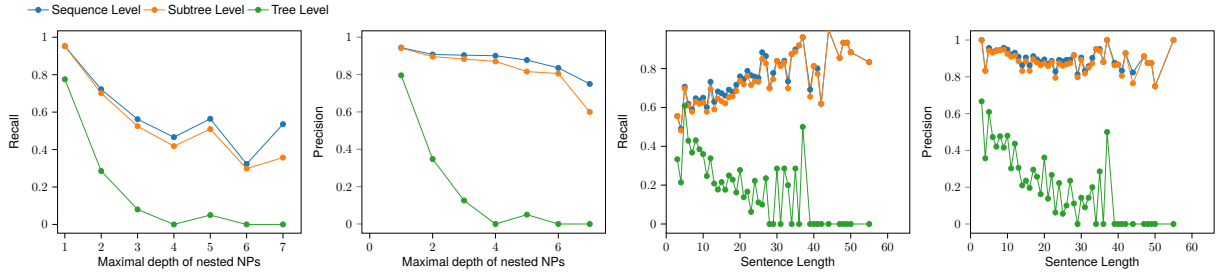 Sequence Level Subtree Level Tree Level
1
0.8
0.6
0.4
0.2
0
Recall
1 2 3 4 5 6 7
Maximal depth of nested NPs
1
0.8
0.6
0.4
0.2
0
Precision
0 2 4 6
Maximal depth of nested NPs
1
0.8
0.6
0.4
0.2
0
Recall
0 10 20 30 40 50 60
Sentence Length
1
0.8
0.6
0.4
0.2
0
Precision
0 10 20 30 40 50 60
Sentence Length